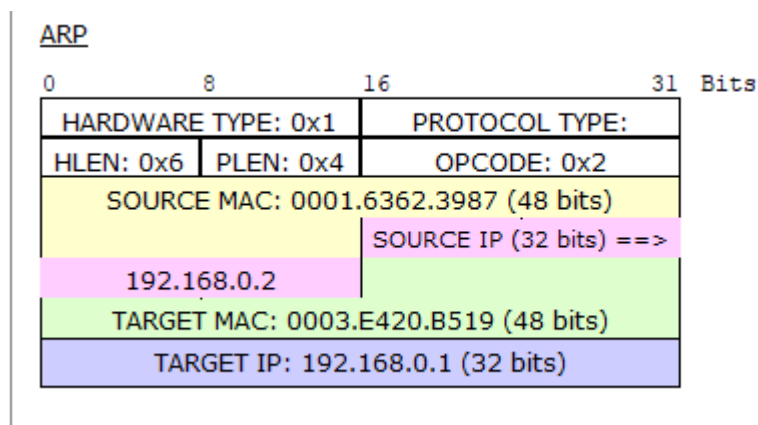 ARP
0 8 16 31 Bits
HARDWARE TYPE: 0x1 PROTOCOL TYPE:
HLEN: 0x6 PLEN: 0x4 OPCODE: 0x2
SOURCE MAC: 0001.6362.3987 (48 bits)
SOURCE IP (32 bits) ==>
192.168.0.2
TARGET MAC: 0003.E420.B519 (48 bits)
TARGET IP: 192.168.0.1 (32 bits)